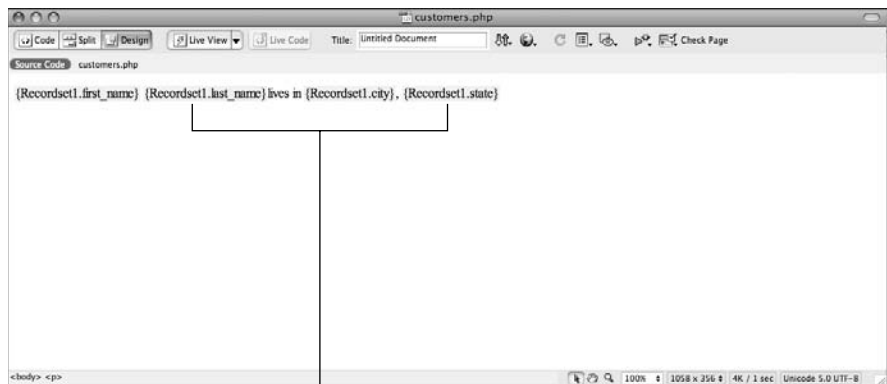 customers.php
Code Split Design Live View Live Code Title: Untitled Document Check Page
Source Code customers.php
{Recordset1.first_name} {Recordset1.last_name} lives in {Recordset1.city}, {Recordset1.state}
<body> <p> 100% 1058 x 356 4K / 1 sec Unicode 5.0 UTF-8